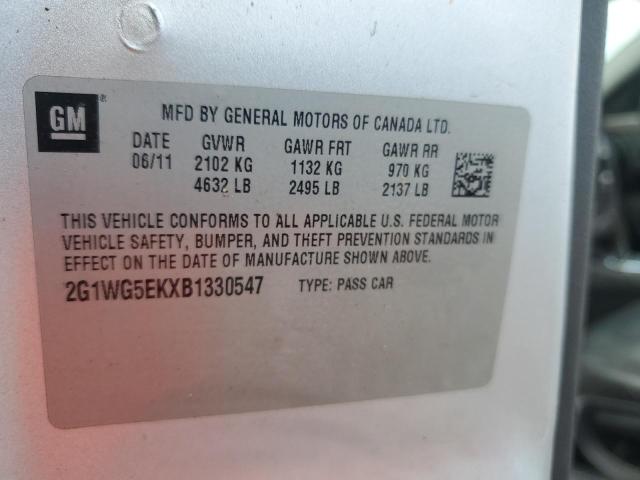 GM ®
MFD BY GENERAL MOTORS OF CANADA LTD.
DATE GVWR GAWR FRT GAWR RR
06/11 2102 KG 1132 KG 970 KG
4632 LB 2495 LB 2137 LB
THIS VEHICLE CONFORMS TO ALL APPLICABLE U.S. FEDERAL MOTOR
VEHICLE SAFETY, BUMPER, AND THEFT PREVENTION STANDARDS IN
EFFECT ON THE DATE OF MANUFACTURE SHOWN ABOVE.
2G1WG5EKXB1330547 TYPE: PASS CAR